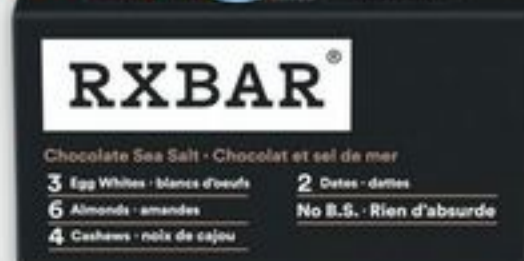 RXBAR®
Chocolate Sea Salt · Chocolat et sel de mer
3 Egg Whites · blancs d'oeufs
6 Almonds · amandes
4 Cashews · noix de cajou
2 Dates · dattes
No B.S. · Rien d'absurde